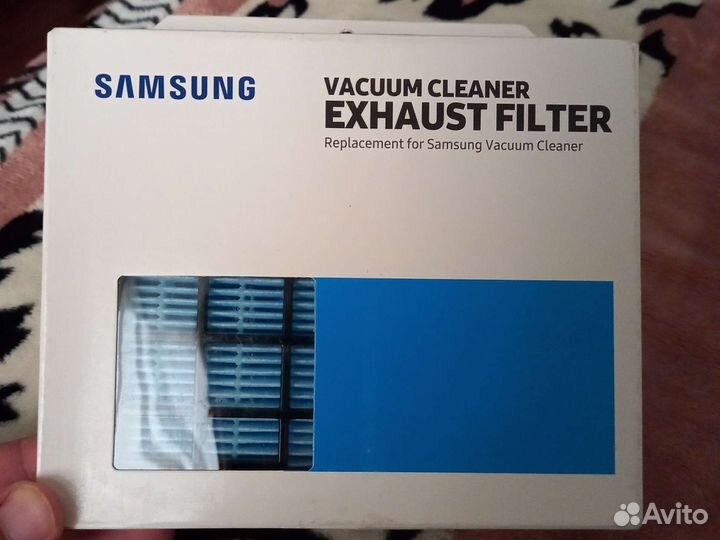 SAMSUNG
VACUUM CLEANER
EXHAUST FILTER
Replacement for Samsung Vacuum Cleaner
Avito